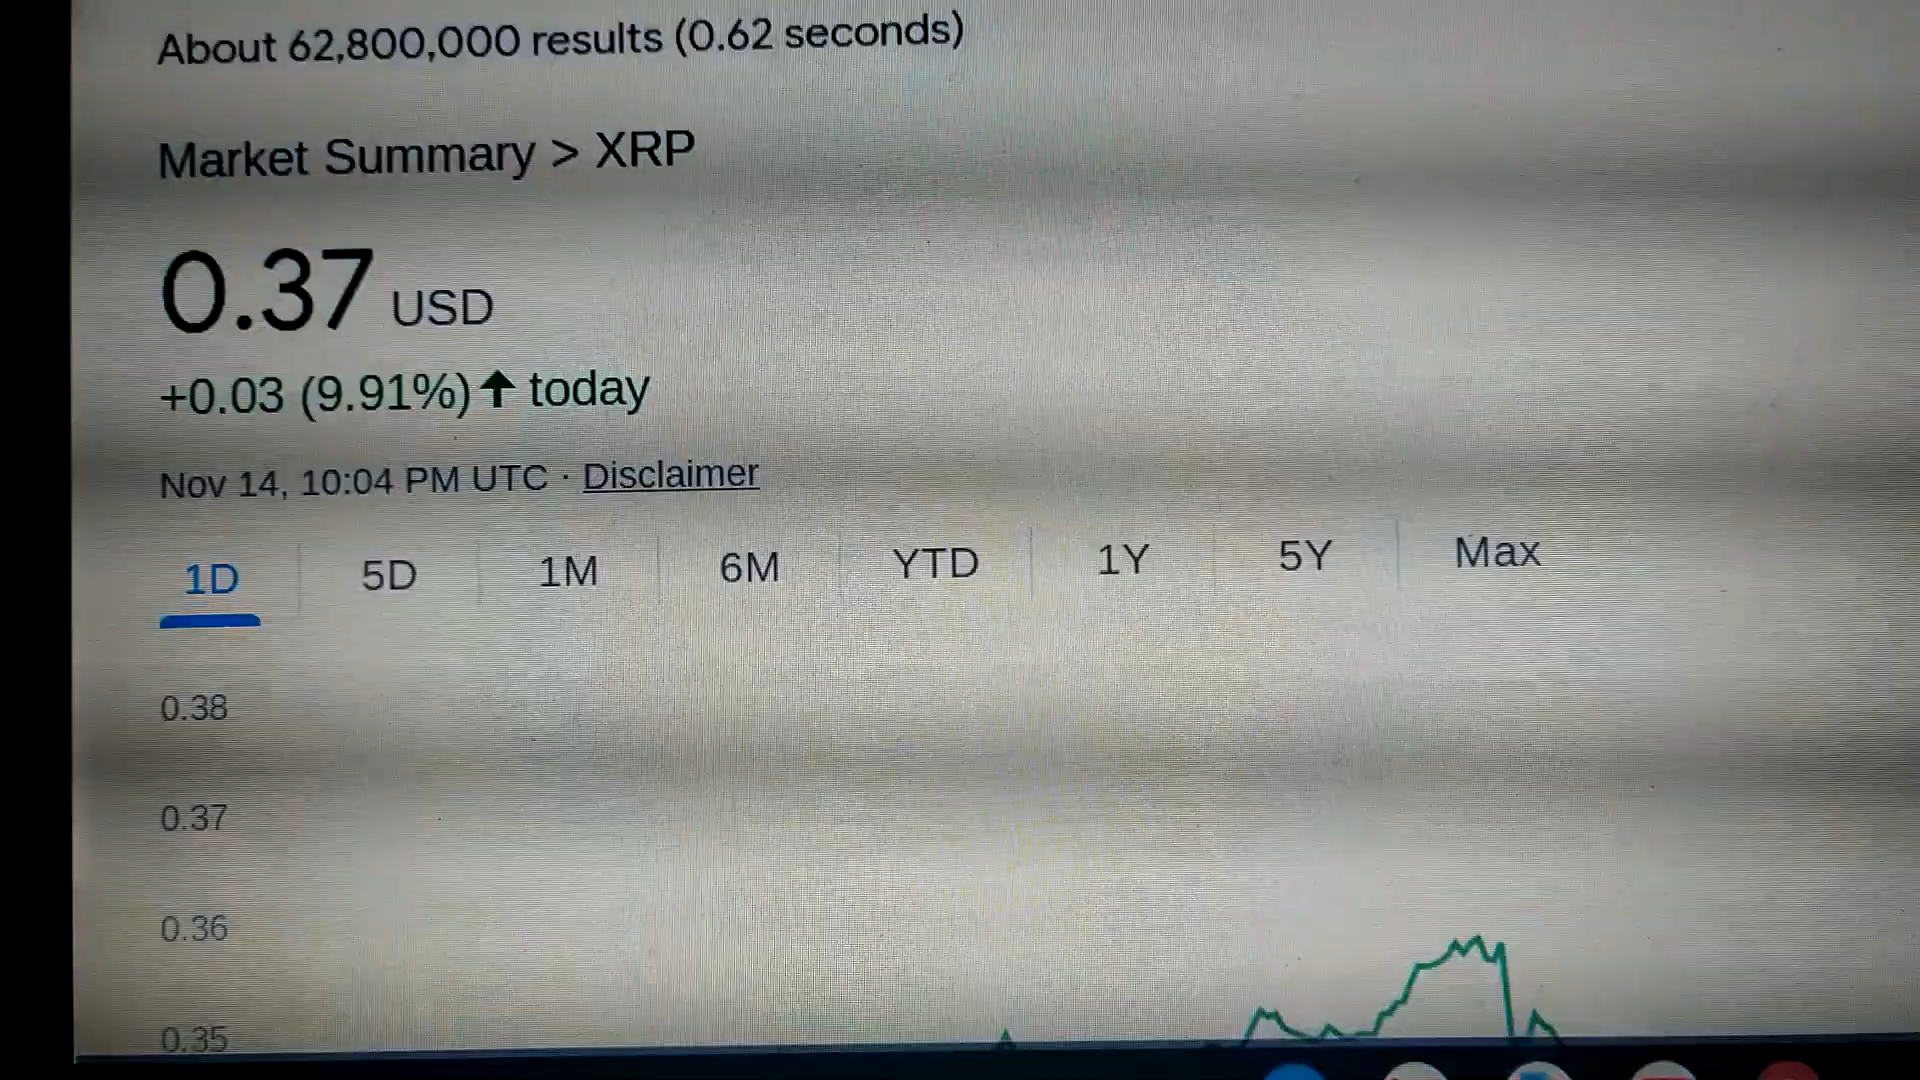 About 62,800,000 results (0.62 seconds)
Market Summary > XRP
0.37 USD
+0.03 (9.91%) ↑ today
Nov 14, 10:04 PM UTC · Disclaimer
1D 5D 1M 6M YTD 1Y 5Y Max
0.38
0.37
0.36
0.35